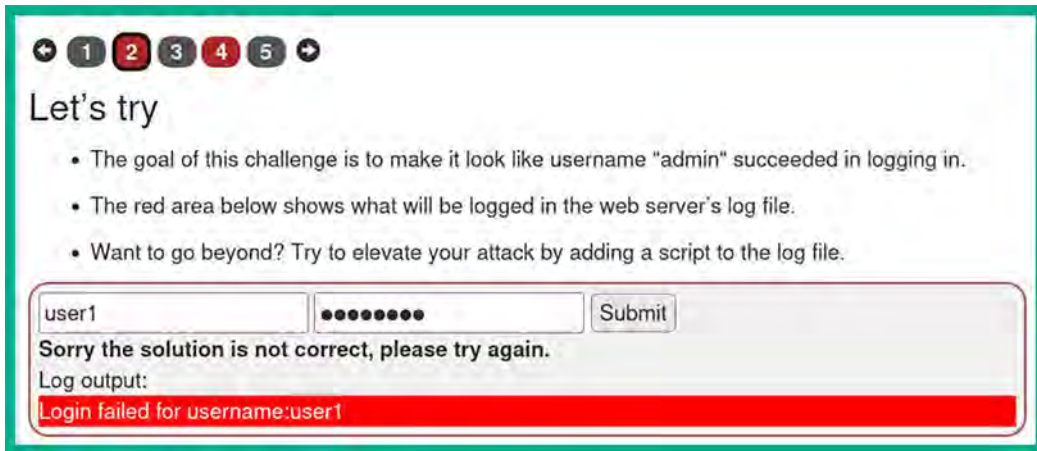 1 2 3 4 5
Let's try
• The goal of this challenge is to make it look like username "admin" succeeded in logging in.
• The red area below shows what will be logged in the web server's log file.
• Want to go beyond? Try to elevate your attack by adding a script to the log file.
user1 •••••••• Submit
Sorry the solution is not correct, please try again.
Log output:
Login failed for username:user1